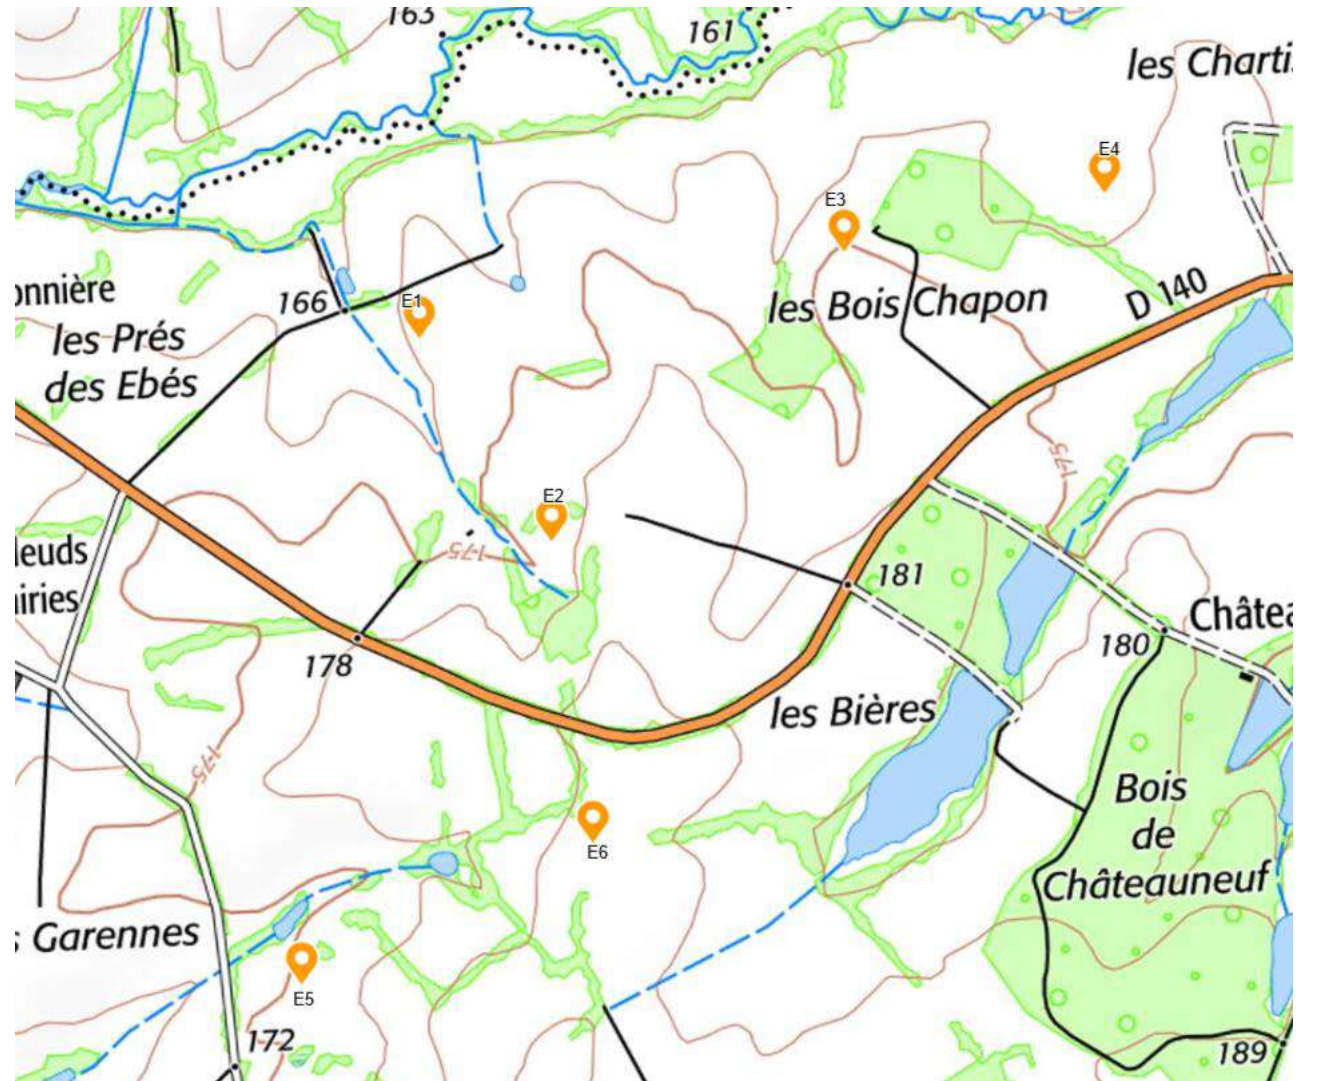 163
161
les Charti
E4
E3
onnière
166
E1
D 140
les Bois Chapon
les Prés
des Ebés
175
E2
leuds
175
181
iries
Châtea
180
178
les Bières
175
Bois
de
Châteauneuf
E6
s Garennes
E5
172
189